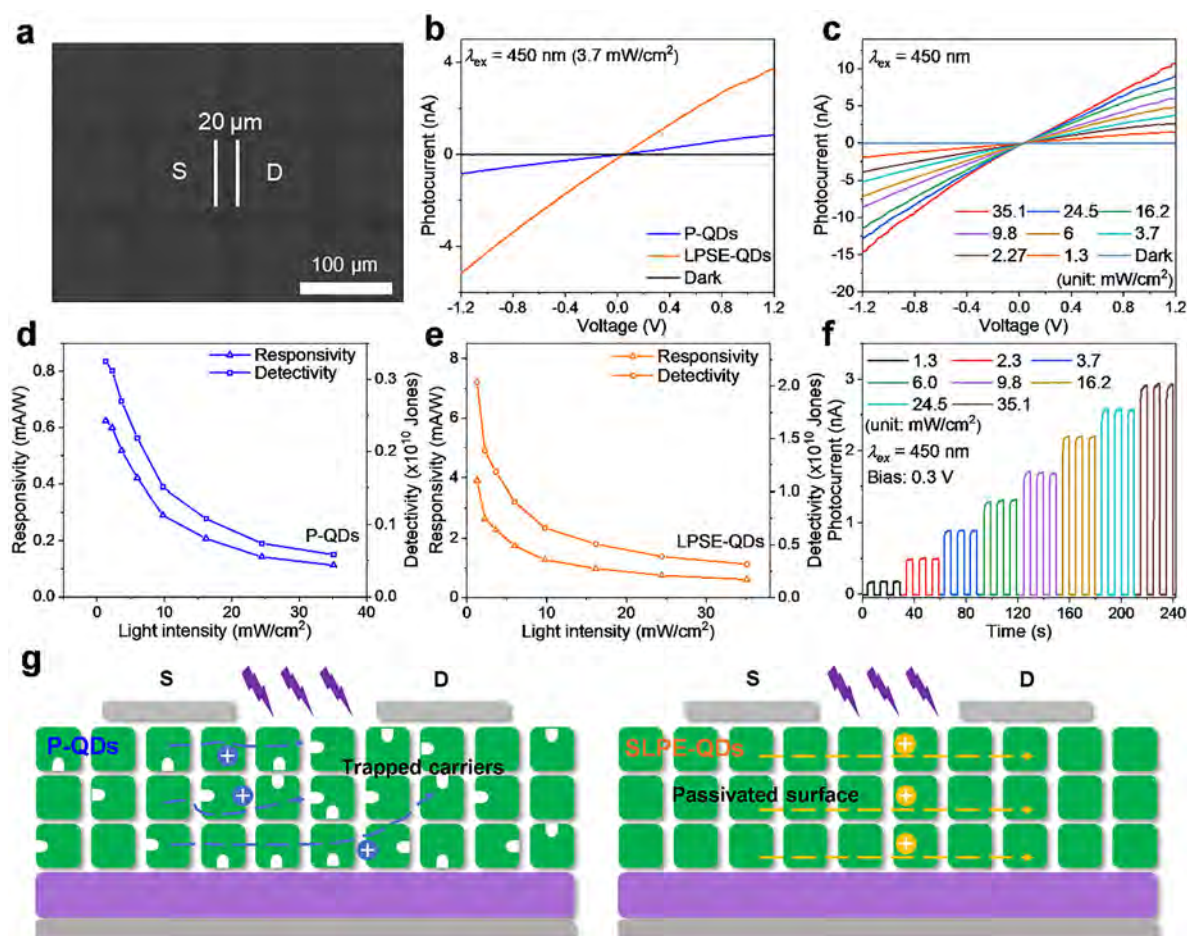 a
20 μm
S
D
100 μm
b
λex = 450 nm (3.7 mW/cm²)
Photocurrent (nA)
4
0
-4
P-QDs
LPSE-QDs
Dark
-1.2 -0.8 -0.4 0.0 0.4 0.8 1.2
Voltage (V)
c
λex = 450 nm
Photocurrent (nA)
10
5
0
-5
-10
-15
-20
35.1 24.5 16.2
9.8 6 3.7
2.27 1.3 Dark
(unit: mW/cm²)
-1.2 -0.8 -0.4 0.0 0.4 0.8 1.2
Voltage (V)
d
Responsivity
Detectivity
Responsivity (mA/W)
0.8
0.6
0.4
0.2
0.0
Detectivity (x10¹⁰ Jones)
0.3
0.2
0.1
0.0
P-QDs
0 10 20 30 40
Light intensity (mW/cm²)
e
Responsivity
Detectivity
Responsivity (mA/W)
8
6
4
2
0
Detectivity (x10¹⁰ Jones)
2.0
1.5
1.0
0.5
0.0
LPSE-QDs
0 10 20 30
Light intensity (mW/cm²)
f
1.3 2.3 3.7
6.0 9.8 16.2
24.5 35.1
(unit: mW/cm²)
λex = 450 nm
Bias: 0.3 V
Photocurrent (nA)
3
2
1
0
0 40 80 120 160 200 240
Time (s)
g
S
D
P-QDs
Trapped carriers
S
D
SLPE-QDs
Passivated surface